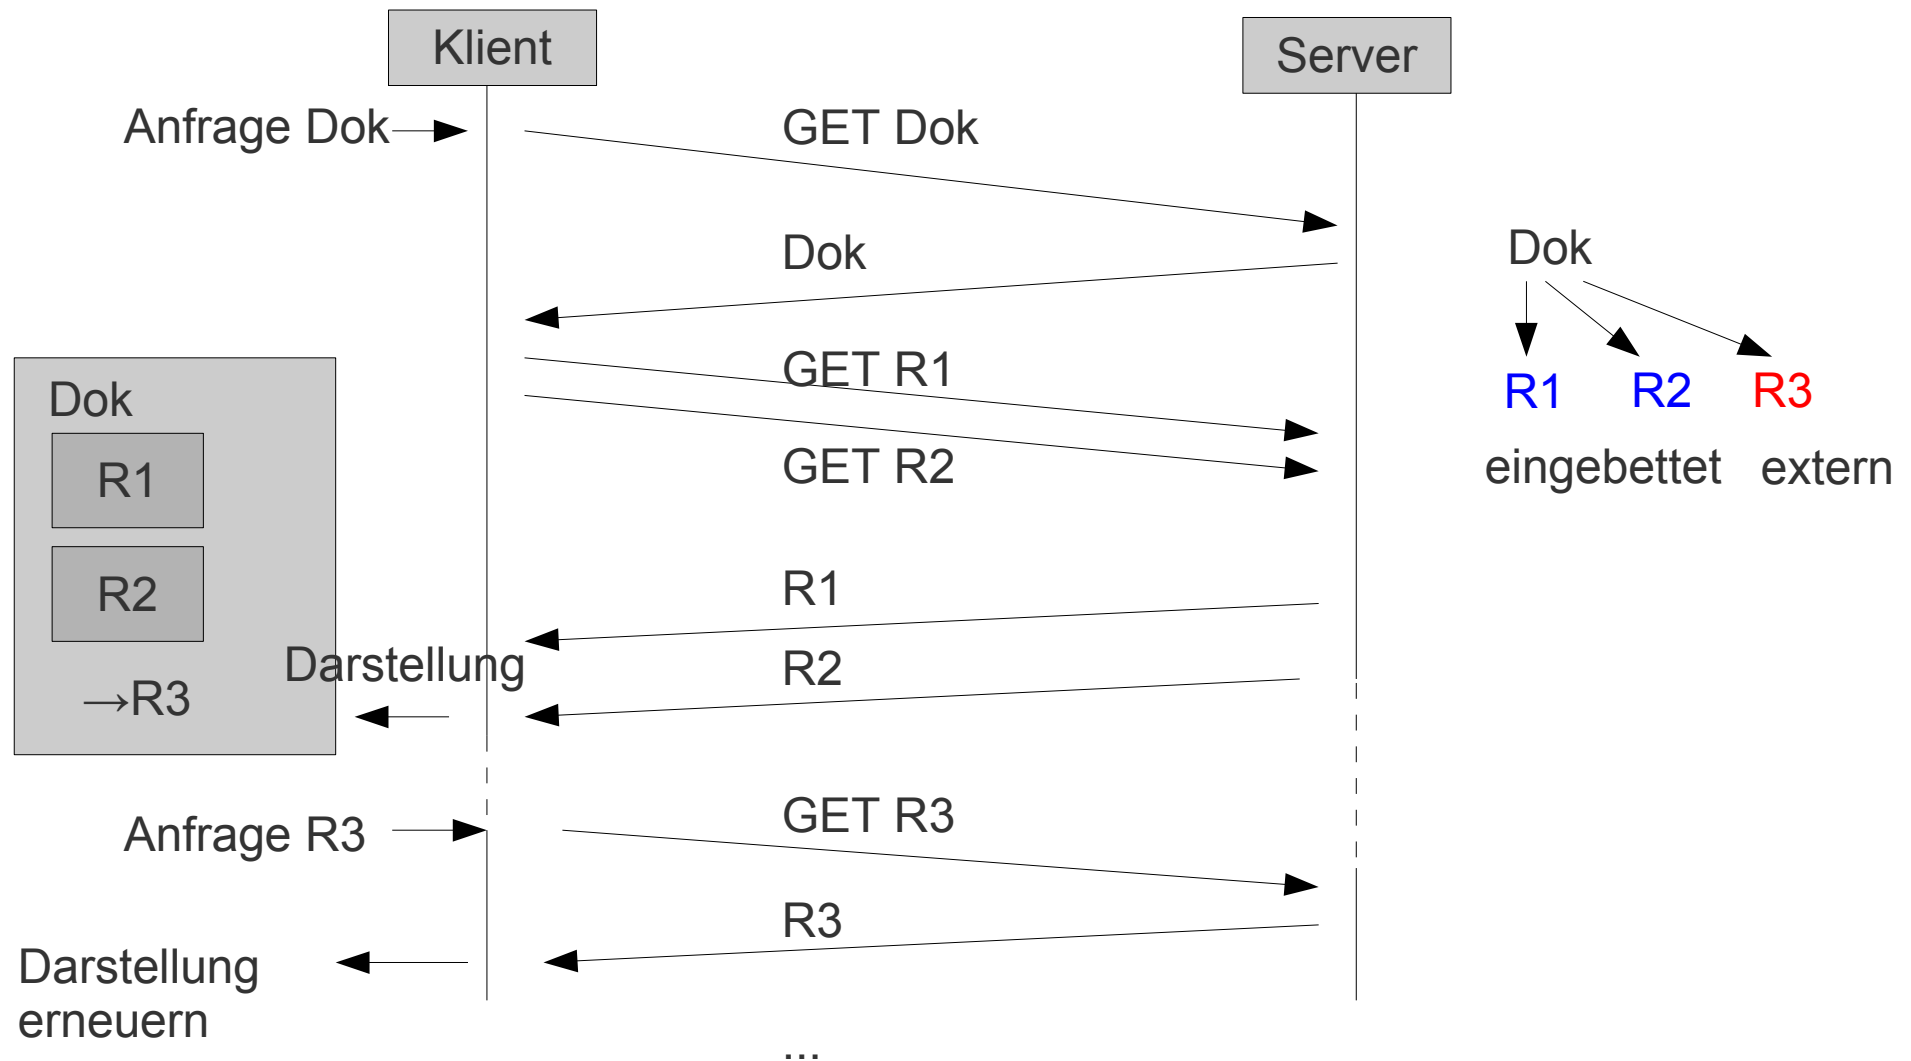 Klient
Server
Anfrage Dok
GET Dok
Dok
Dok
R1
R2
R3
eingebettet
extern
GET R1
GET R2
Dok
R1
R2
→R3
R1
Darstellung
R2
Anfrage R3
GET R3
R3
Darstellung
erneuern
...